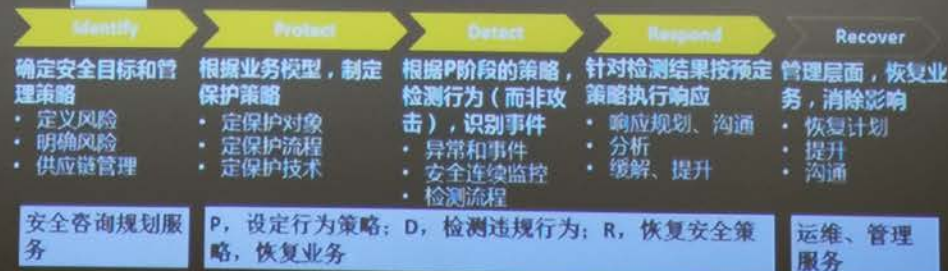 Identify
Protect
Detect
Respond
Recover
确定安全目标和管
理策略
• 定义风险
• 明确风险
• 供应链管理
根据业务模型，制定
保护策略
• 定保护对象
• 定保护流程
• 定保护技术
根据P阶段的策略，
检测行为（而非攻
击），识别事件
• 异常和事件
• 安全连续监控
• 检测流程
针对检测结果按预定
策略执行响应
• 响应规划、沟通
• 分析
• 缓解、提升
管理层面，恢复业
务，消除影响
• 恢复计划
• 提升
• 沟通
安全咨询规划服
务
P，设定行为策略；D，检测违规行为；R，恢复安全策
略，恢复业务
运维、管理
服务